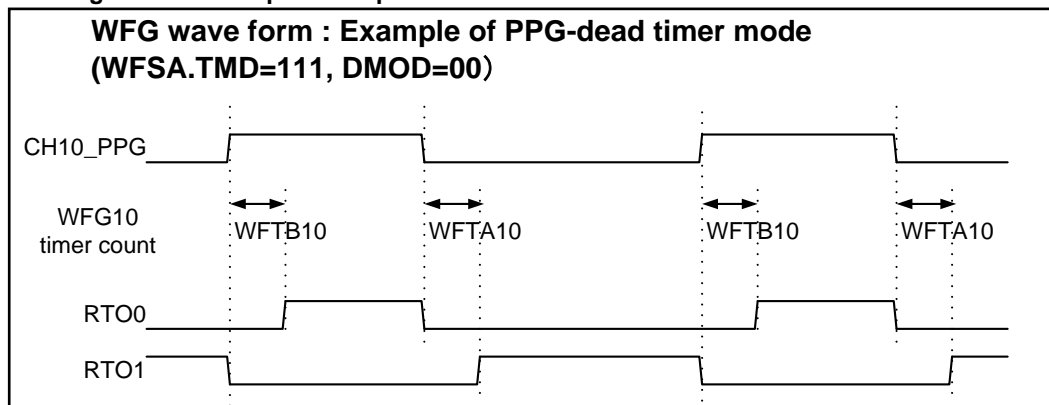 WFG wave form : Example of PPG-dead timer mode
(WFSA.TMD=111, DMOD=00）
CH10_PPG
WFG10
timer count
WFTB10
WFTA10
WFTB10
WFTA10
RTO0
RTO1